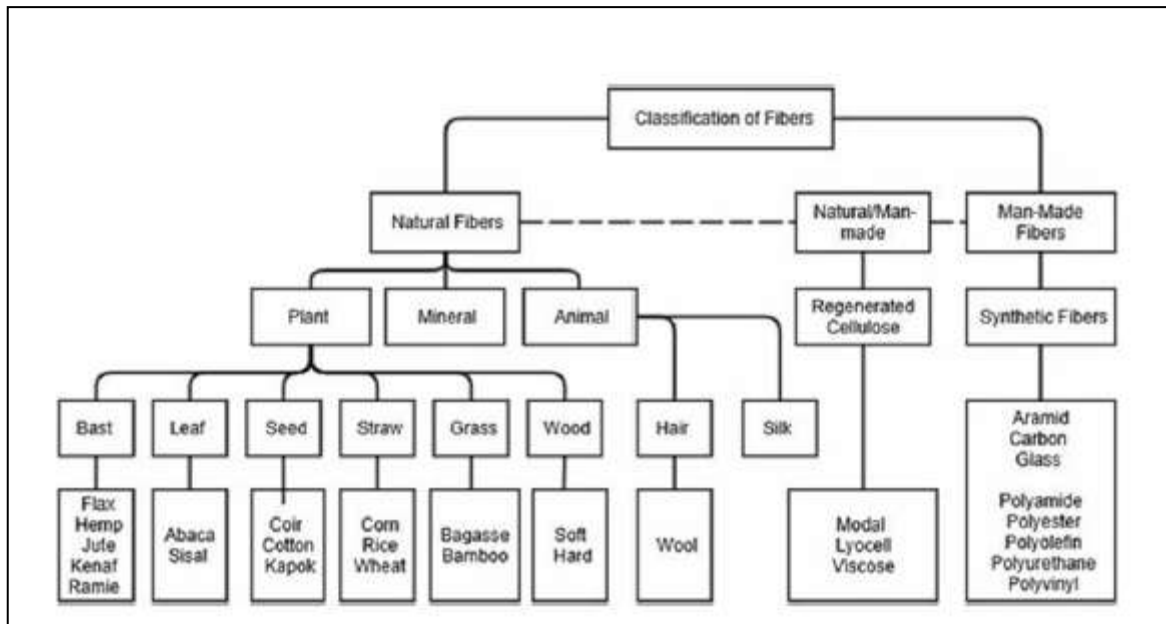 Classification of Fibers
Natural Fibers
Natural/Man-
made
Man-Made
Fibers
Plant
Mineral
Animal
Regenerated
Cellulose
Synthetic Fibers
Bast
Leaf
Seed
Straw
Grass
Wood
Hair
Silk
Flax
Hemp
Jute
Kenaf
Ramie
Abaca
Sisal
Coir
Cotton
Kapok
Corn
Rice
Wheat
Bagasse
Bamboo
Soft
Hard
Wool
Modal
Lyocell
Viscose
Aramid
Carbon
Glass
Polyamide
Polyester
Polyolefin
Polyurethane
Polyvinyl